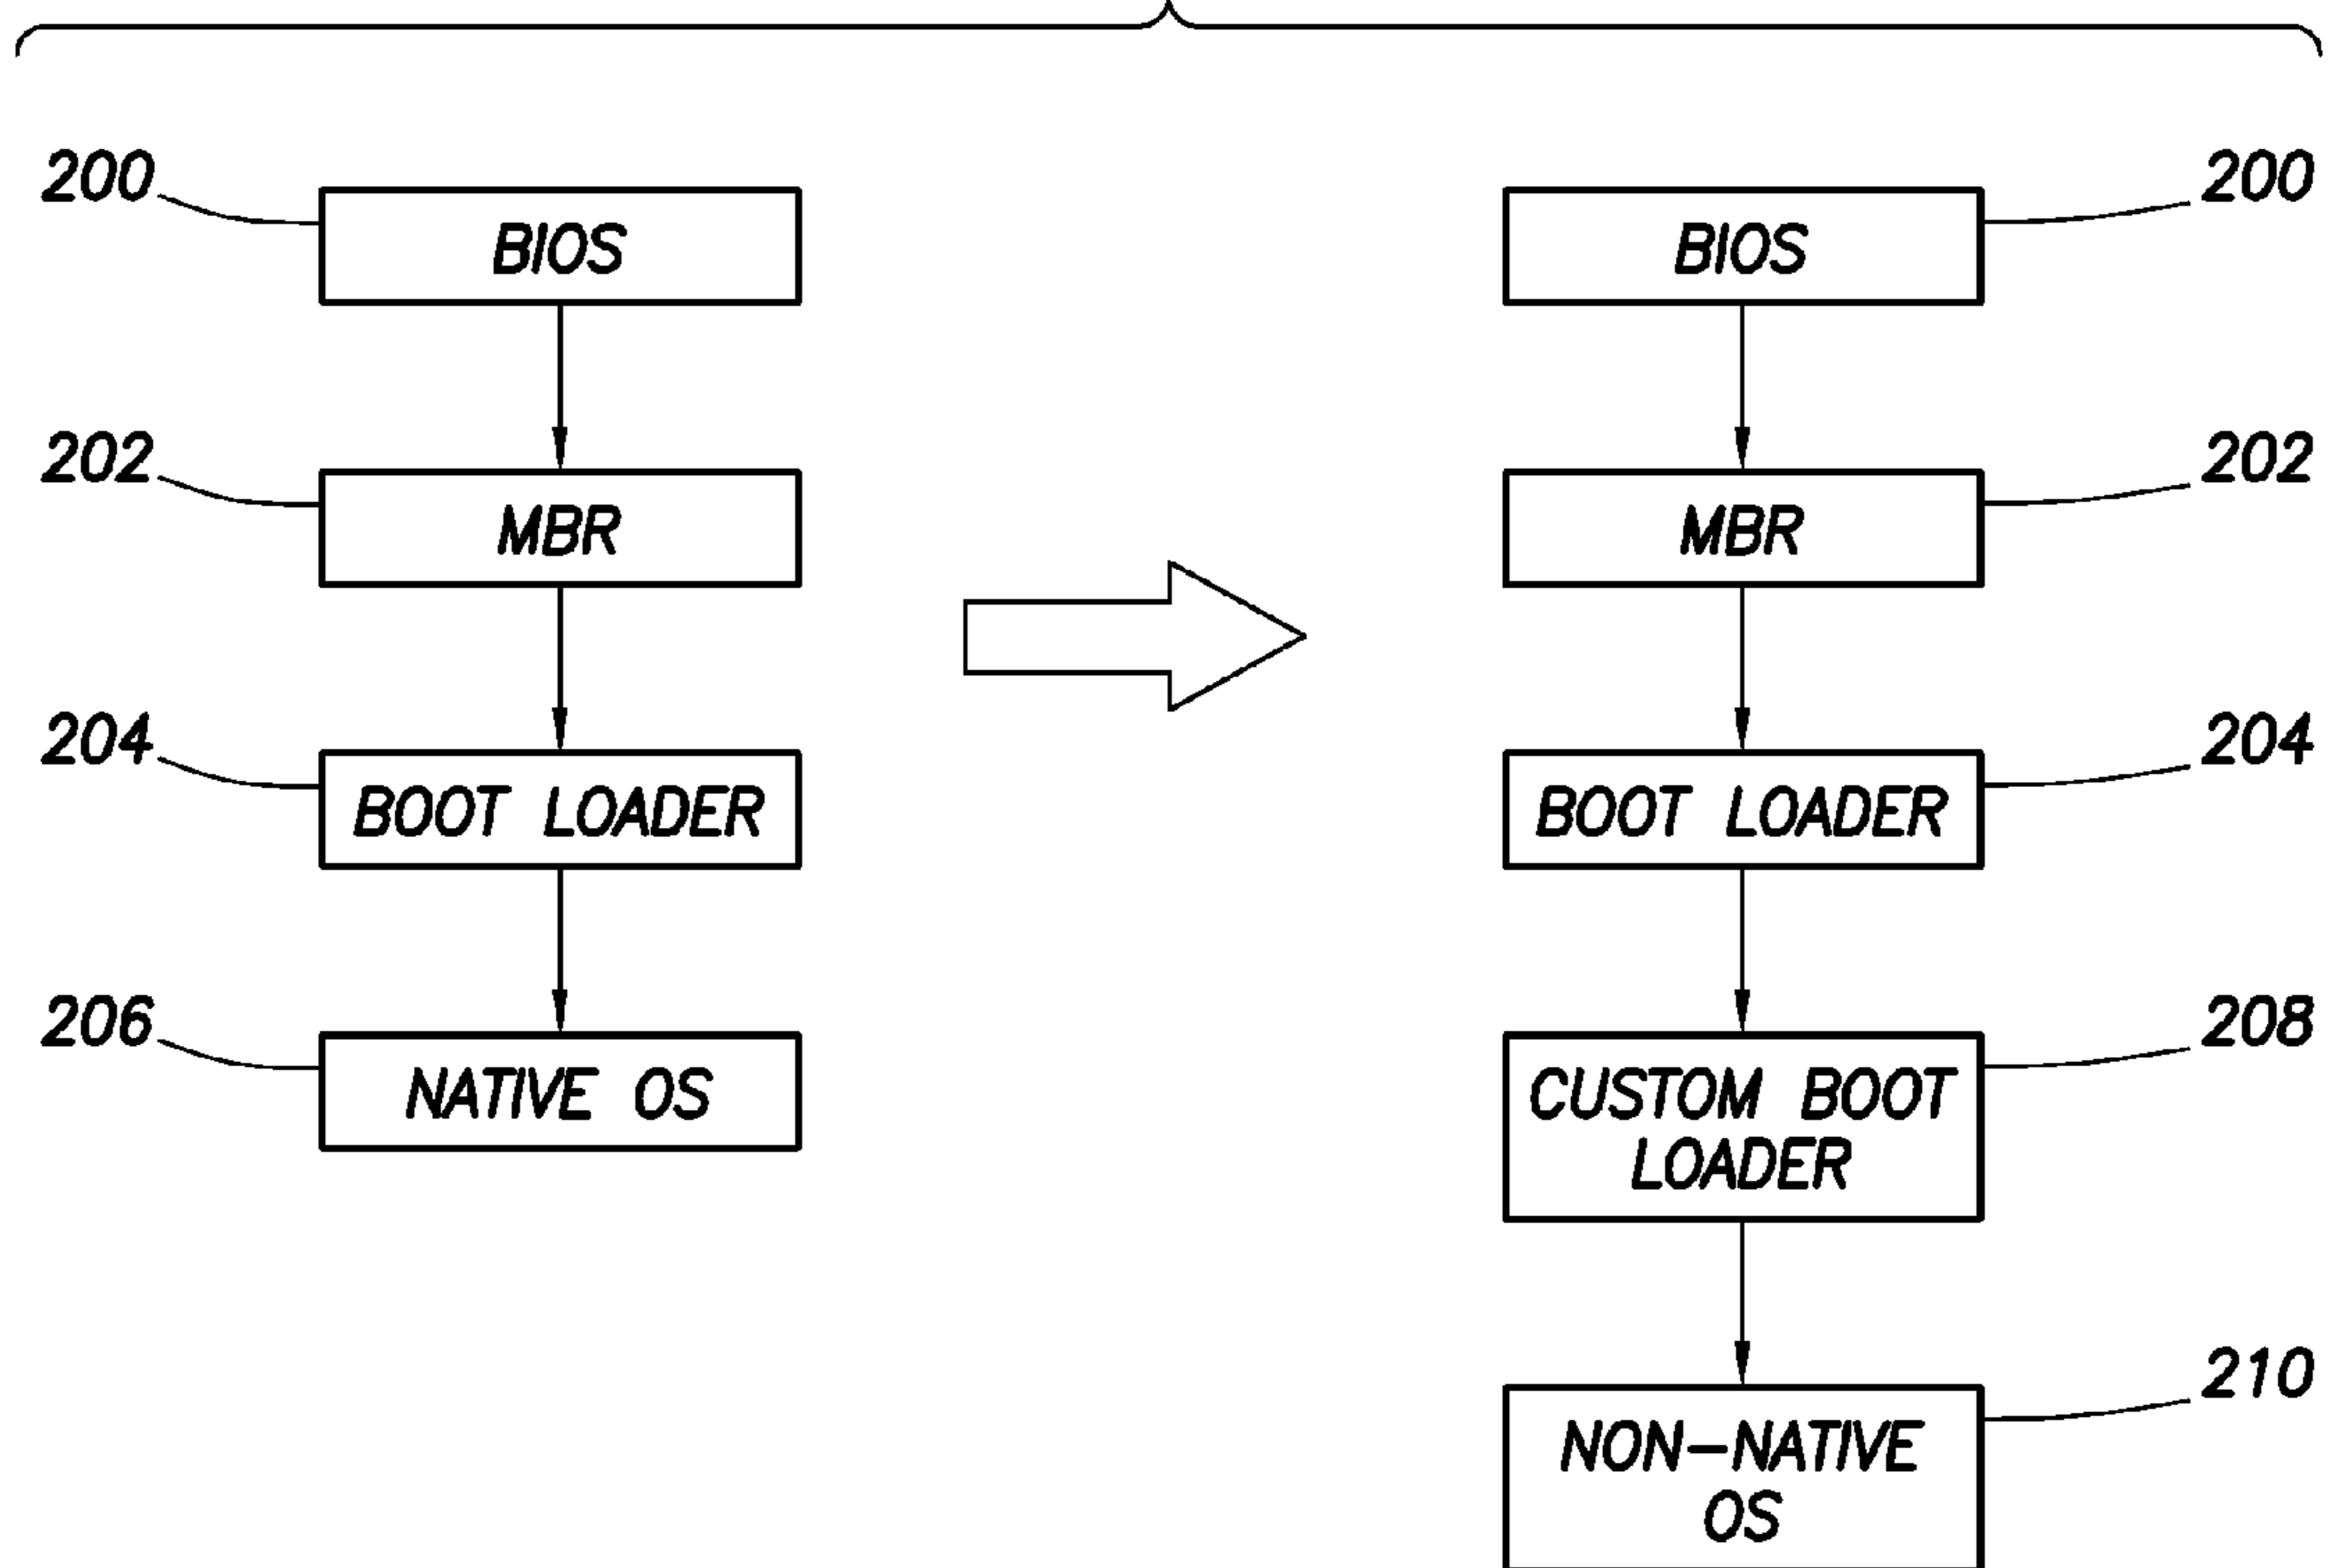 200
BIOS
202
MBR
204
BOOT LOADER
206
NATIVE OS
200
BIOS
202
MBR
204
BOOT LOADER
208
CUSTOM BOOT
LOADER
210
NON-NATIVE
OS